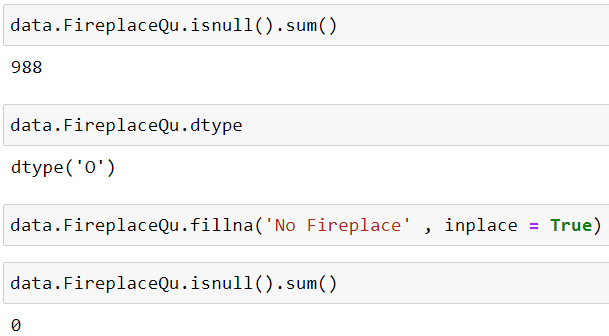 data.FireplaceQu.isnull().sum()
988
data.FireplaceQu.dtype
dtype('O')
data.FireplaceQu.fillna('No Fireplace' , inplace = True)
data.FireplaceQu.isnull().sum()
0